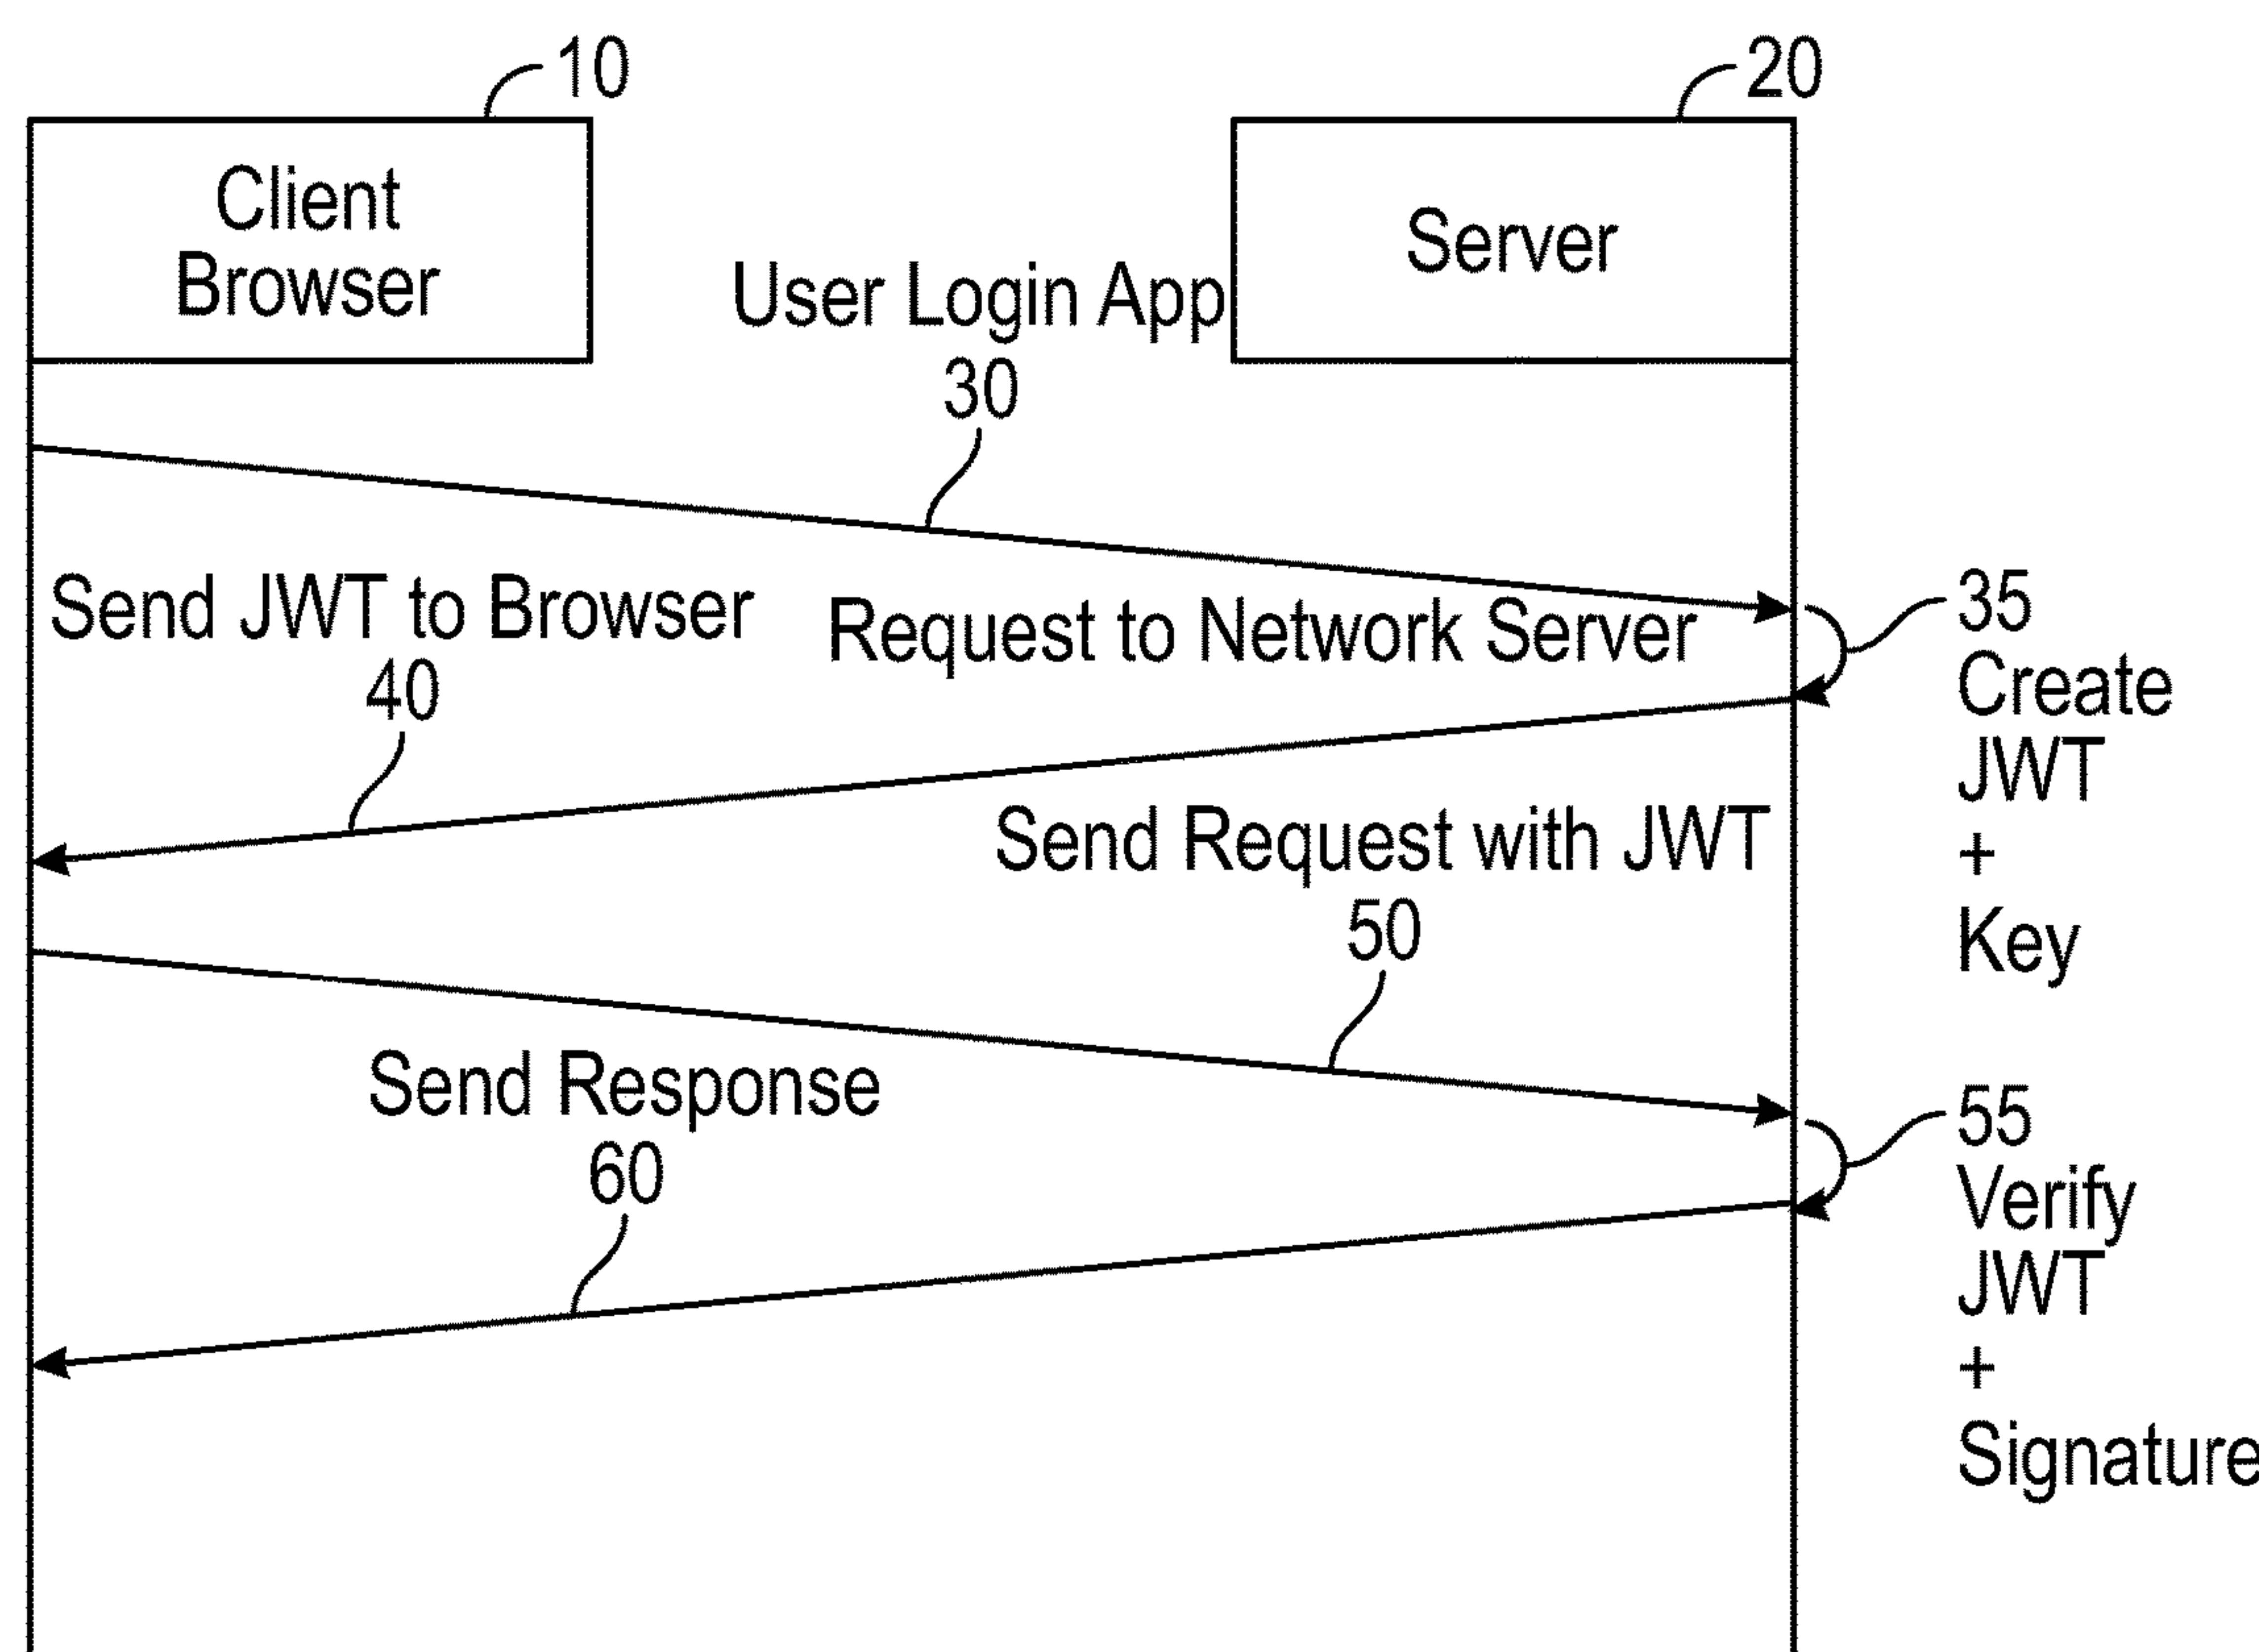 10
20
Client
Browser
Server
User Login App
30
Send JWT to Browser
40
Request to Network Server
35
Create
JWT
+
Key
Send Request with JWT
50
Send Response
60
55
Verify
JWT
+
Signature